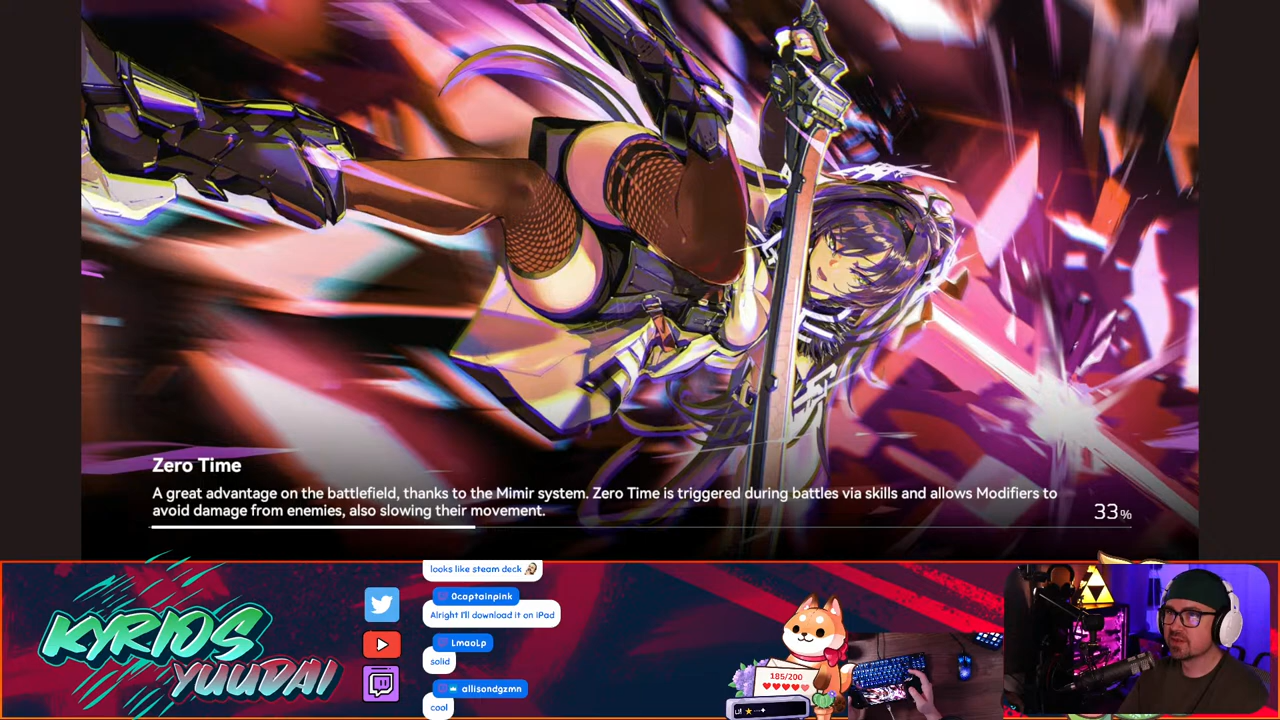 Zero Time
A great advantage on the battlefield, thanks to the Mimir system. Zero Time is triggered during battles via skills and allows Modifiers to
avoid damage from enemies, also slowing their movement.
33%
KYRIOS
YUUDAI
looks like steam deck
0captainpink
Alright I'll download it on iPad
LmaoLp
solid
allisondgzmn
cool
185/200